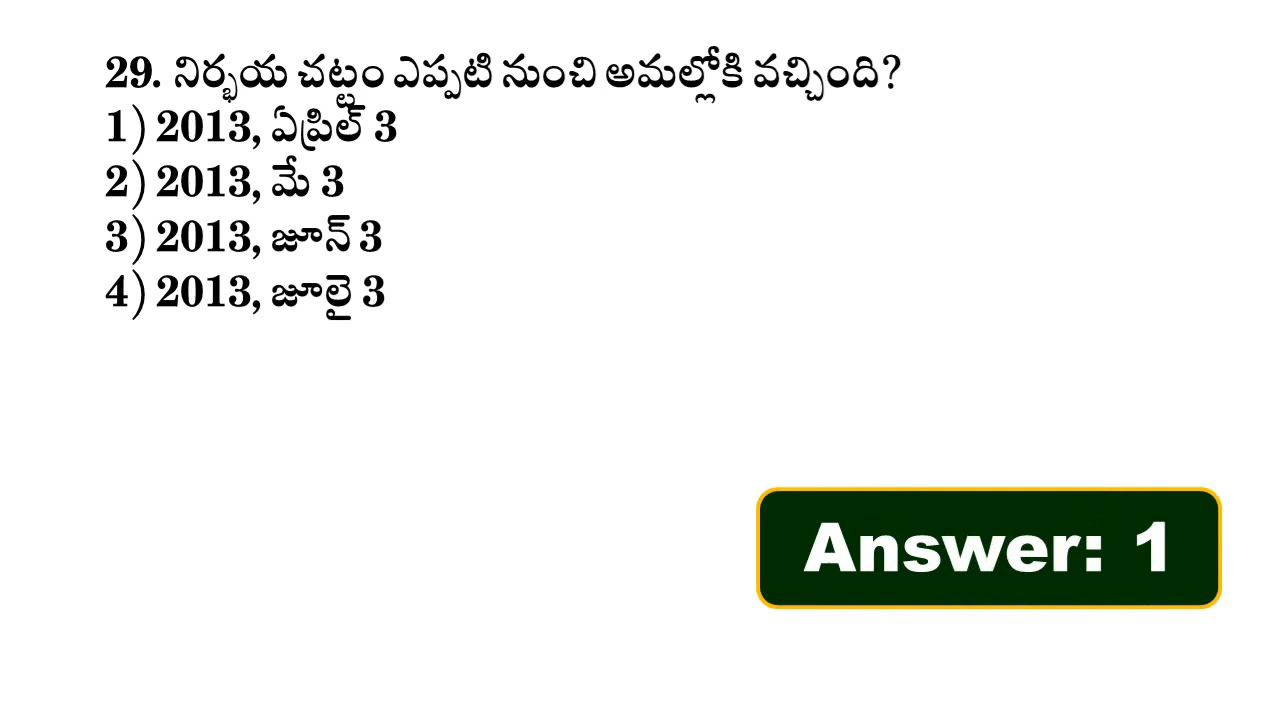 29. నిర్భయ చట్టం ఎప్పటి నుంచి అమల్లోకి వచ్చింది?
1) 2013, ఏప్రిల్ 3
2) 2013, మే 3
3) 2013, జూన్ 3
4) 2013, జూలై 3
Answer: 1